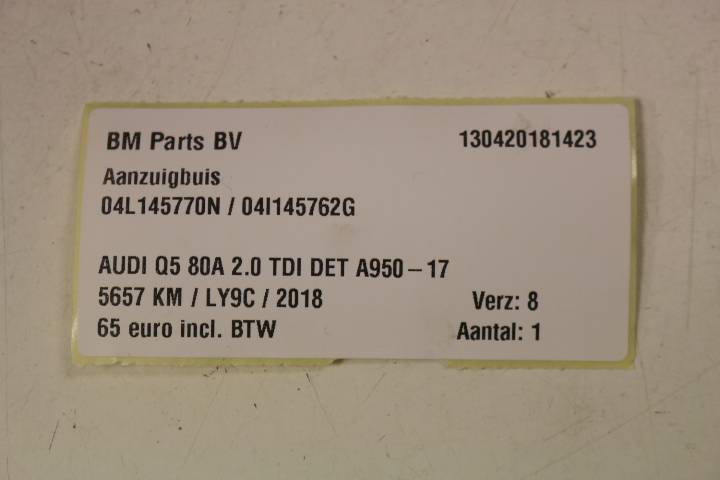 BM Parts BV 130420181423
Aanzuigbuis
04L145770N / 04I145762G
AUDI Q5 80A 2.0 TDI DET A950-17
5657 KM / LY9C / 2018 Verz: 8
65 euro incl. BTW Aantal: 1